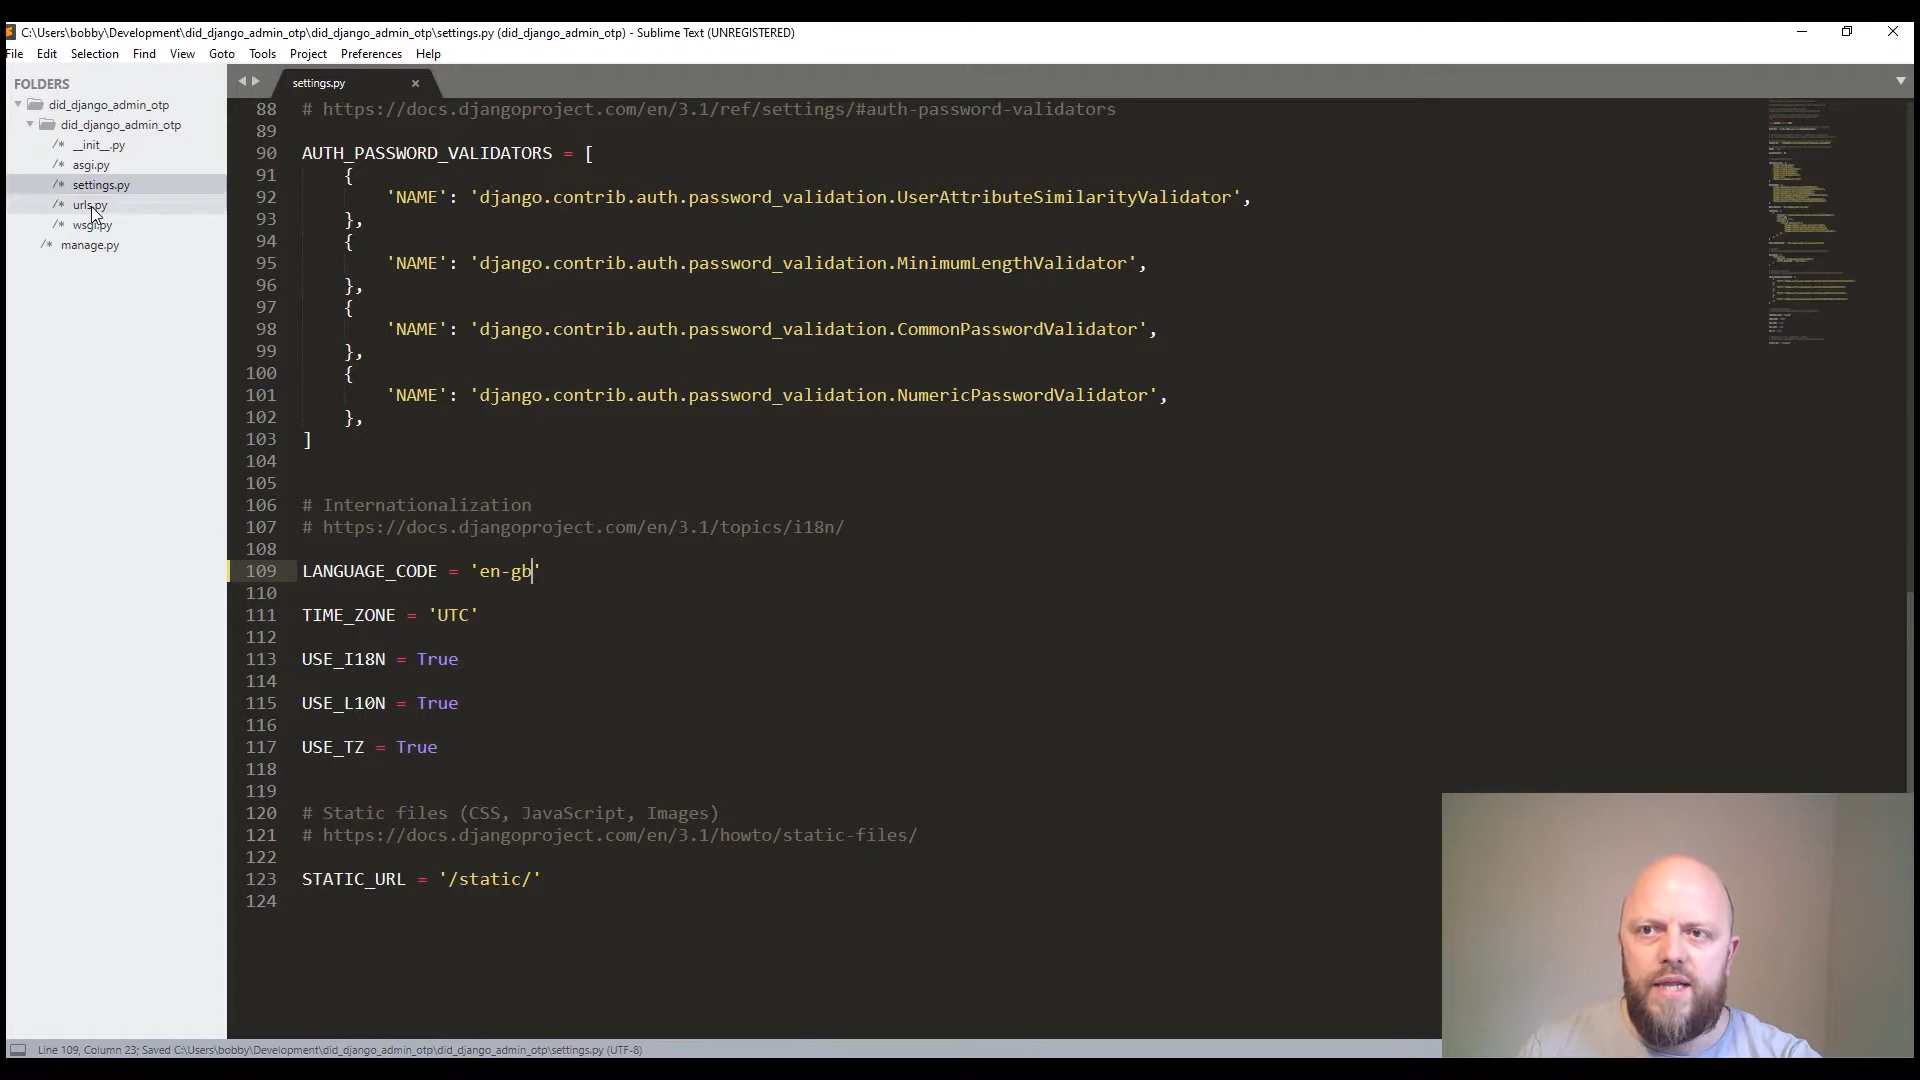 C:\Users\bobby\Development\did_django_admin_otp\did_django_admin_otp\settings.py (did_django_admin_otp) - Sublime Text (UNREGISTERED)
File Edit Selection Find View Goto Tools Project Preferences Help
FOLDERS
did_django_admin_otp
did_django_admin_otp
/* __init__.py
/* asgi.py
/* settings.py
/* urls.py
/* wsgi.py
/* manage.py
settings.py
88 # https://docs.djangoproject.com/en/3.1/ref/settings/#auth-password-validators
89
90 AUTH_PASSWORD_VALIDATORS = [
91 {
92 'NAME': 'django.contrib.auth.password_validation.UserAttributeSimilarityValidator',
93 },
94 {
95 'NAME': 'django.contrib.auth.password_validation.MinimumLengthValidator',
96 },
97 {
98 'NAME': 'django.contrib.auth.password_validation.CommonPasswordValidator',
99 },
100 {
101 'NAME': 'django.contrib.auth.password_validation.NumericPasswordValidator',
102 },
103 ]
104
105
106 # Internationalization
107 # https://docs.djangoproject.com/en/3.1/topics/i18n/
108
109 LANGUAGE_CODE = 'en-gb'
110
111 TIME_ZONE = 'UTC'
112
113 USE_I18N = True
114
115 USE_L10N = True
116
117 USE_TZ = True
118
119
120 # Static files (CSS, JavaScript, Images)
121 # https://docs.djangoproject.com/en/3.1/howto/static-files/
122
123 STATIC_URL = '/static/'
124
Line 109, Column 23; Saved C:\Users\bobby\Development\did_django_admin_otp\did_django_admin_otp\settings.py (UTF-8)